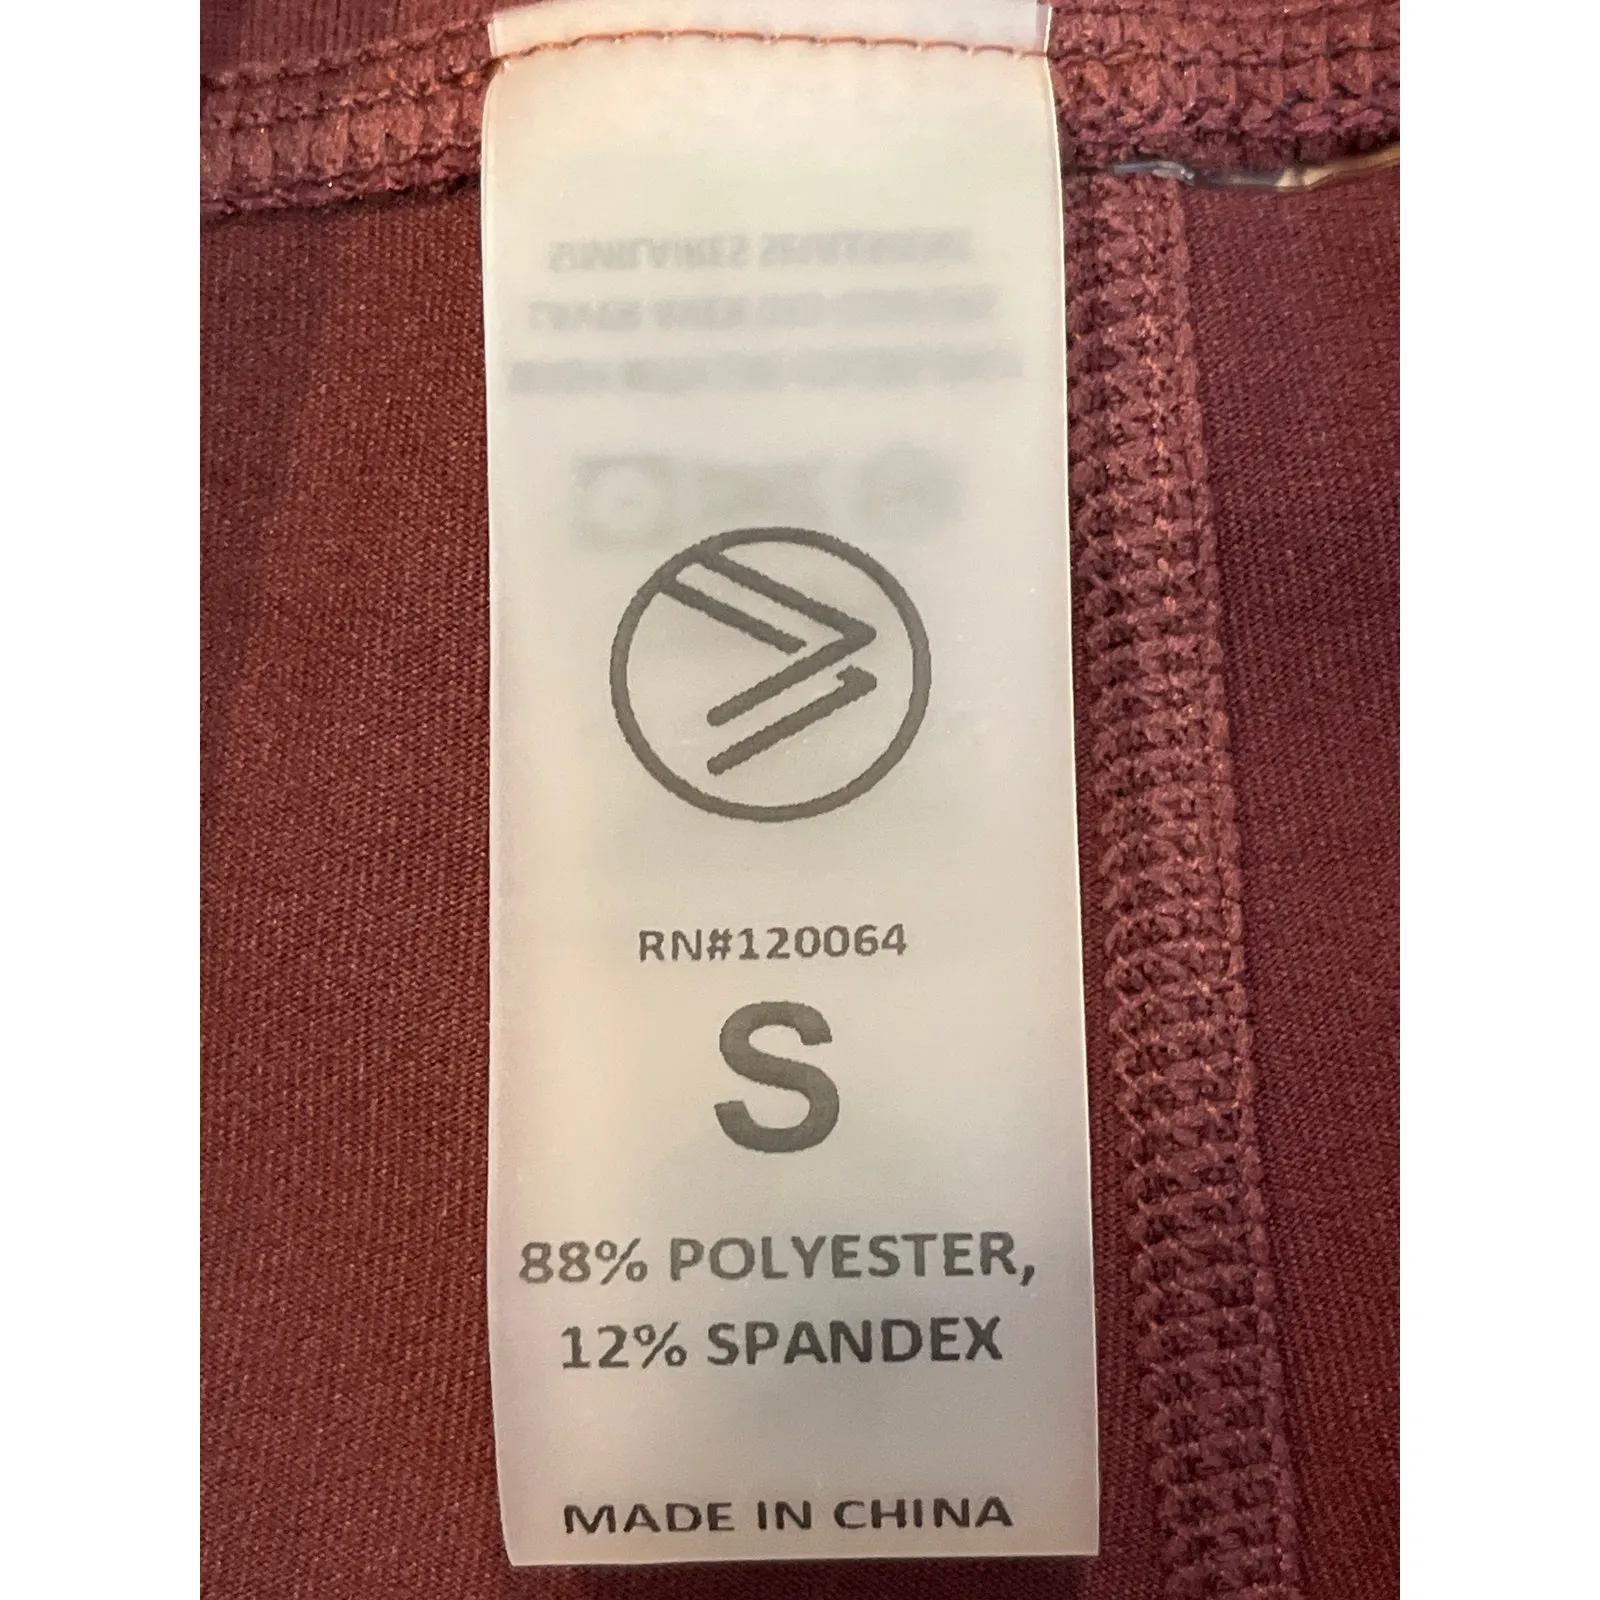 RN#120064
S
88% POLYESTER,
12% SPANDEX
MADE IN CHINA